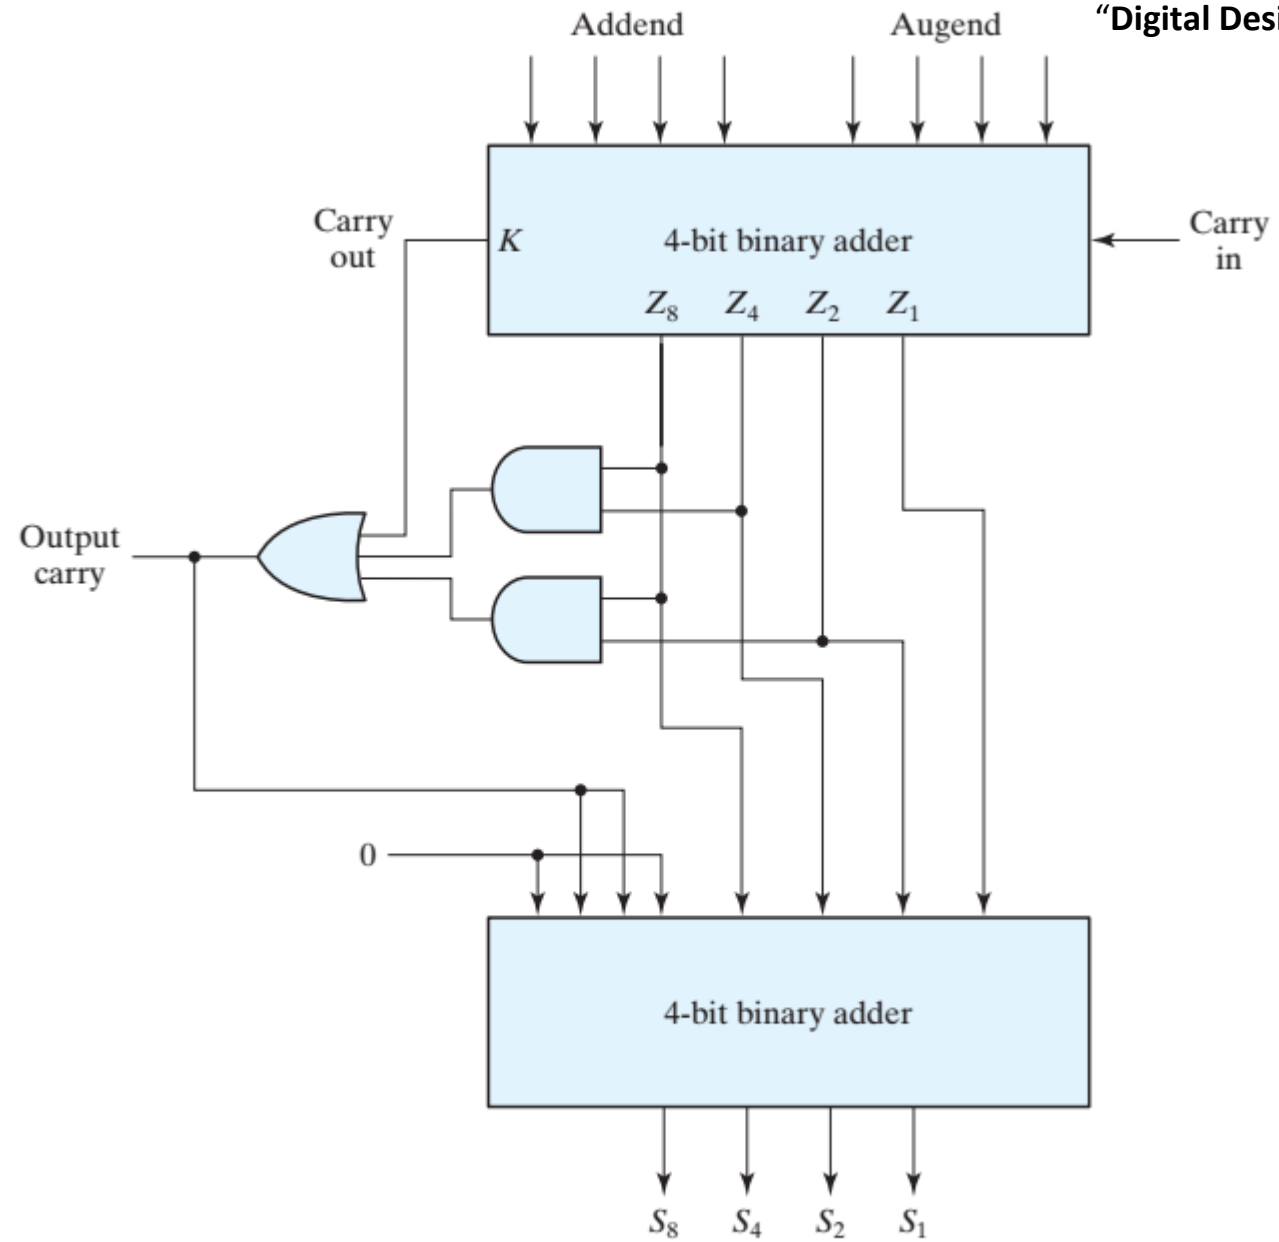 Addend
Augend
“Digital Desi
Carry
out
K
4-bit binary adder
Carry
in
Z8 Z4 Z2 Z1
Output
carry
0
4-bit binary adder
S8 S4 S2 S1